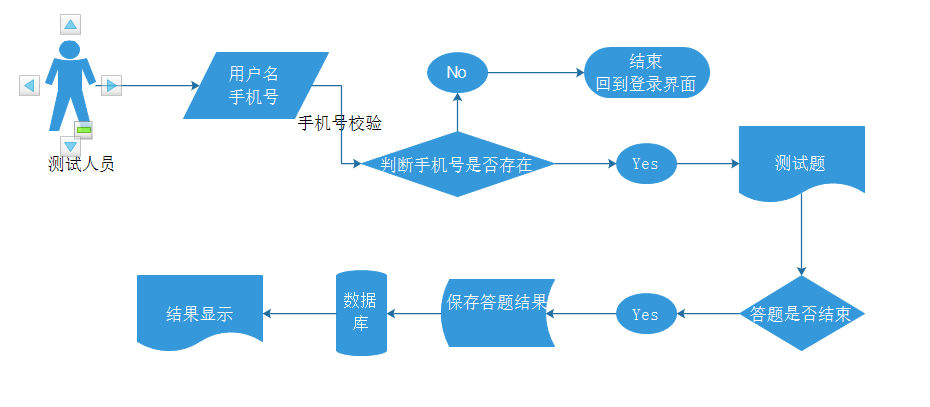 测试人员
用户名
手机号
手机号校验
No
结束
回到登录界面
判断手机号是否存在
Yes
测试题
答题是否结束
Yes
保存答题结果
数据
库
结果显示